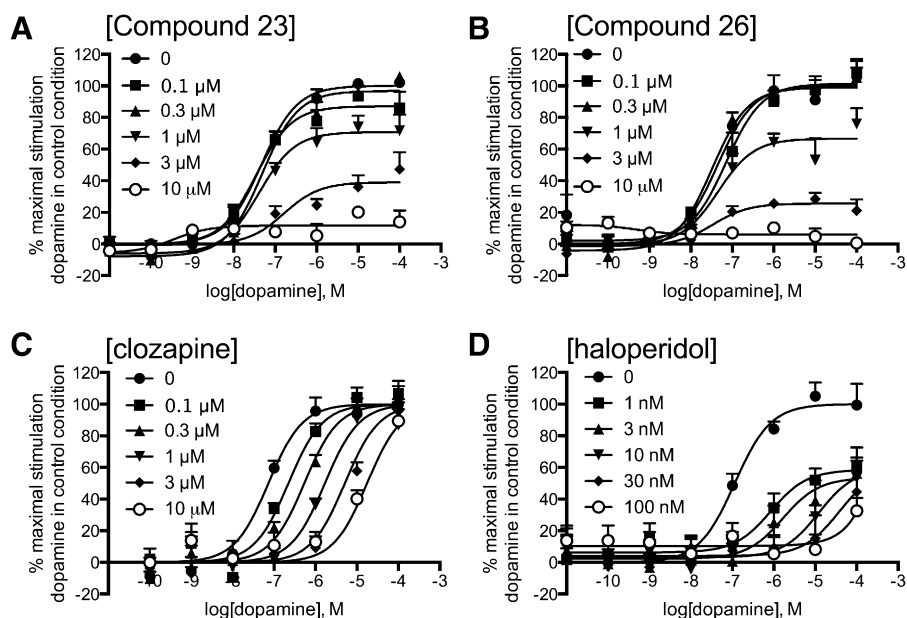 A
[Compound 23]
120
100
80
60
40
20
0
-20
% maximal stimulation
dopamine in control condition
0
0.1 µM
0.3 µM
1 µM
3 µM
10 µM
-10
-9
-8
-7
-6
-5
-4
-3
log[dopamine], M
B
[Compound 26]
120
100
80
60
40
20
0
-20
% maximal stimulation
dopamine in control condition
0
0.1 µM
0.3 µM
1 µM
3 µM
10 µM
-10
-9
-8
-7
-6
-5
-4
-3
log[dopamine], M
C
[clozapine]
120
100
80
60
40
20
0
-20
% maximal stimulation
dopamine in control condition
0
0.1 µM
0.3 µM
1 µM
3 µM
10 µM
-10
-9
-8
-7
-6
-5
-4
-3
log[dopamine], M
D
[haloperidol]
120
100
80
60
40
20
0
-20
% maximal stimulation
dopamine in control condition
0
1 nM
3 nM
10 nM
30 nM
100 nM
-10
-9
-8
-7
-6
-5
-4
-3
log[dopamine], M